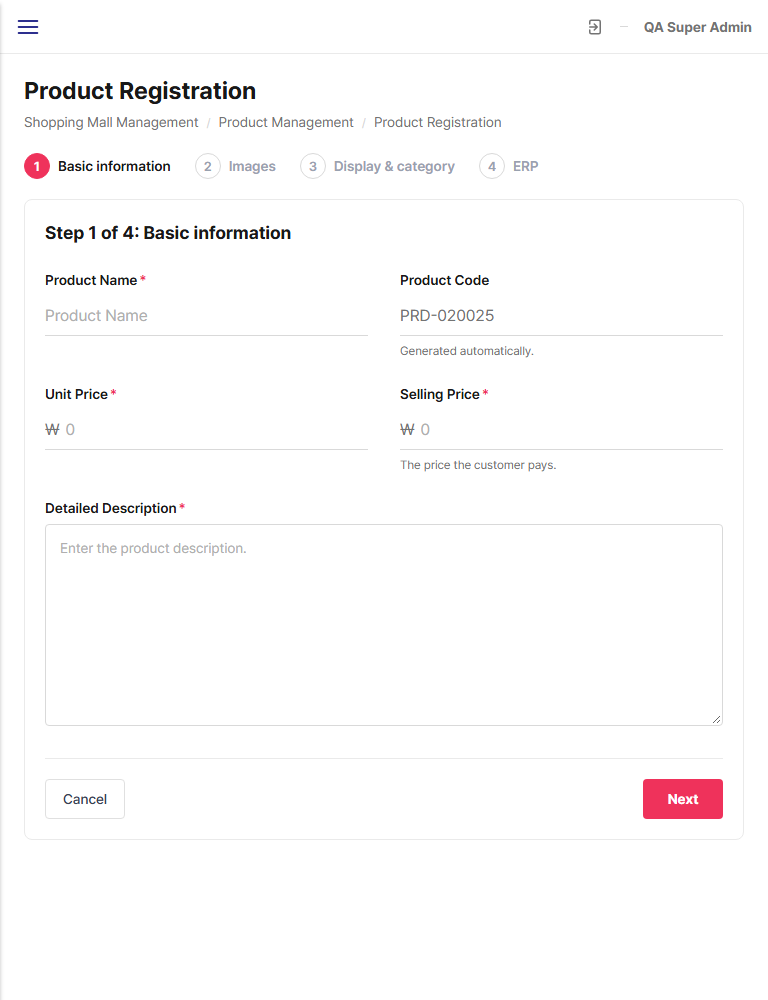 QA Super Admin
Product Registration
Shopping Mall Management / Product Management / Product Registration
1 Basic information 2 Images 3 Display & category 4 ERP
Step 1 of 4: Basic information
Product Name * Product Code
Product Name PRD-020025
Generated automatically.
Unit Price * Selling Price *
₩ 0 ₩ 0
The price the customer pays.
Detailed Description *
Enter the product description.
Cancel Next